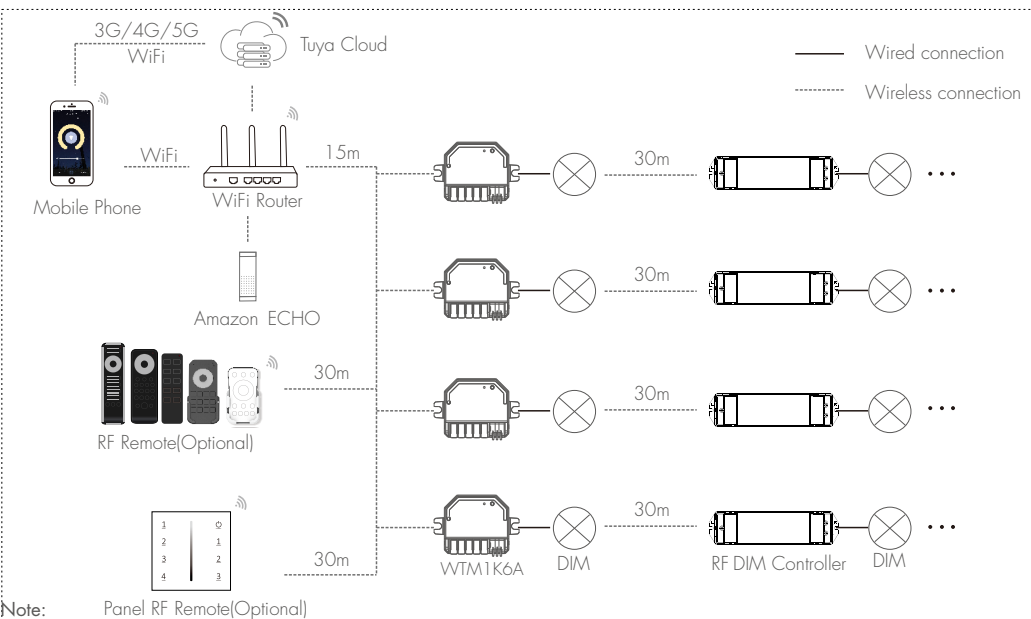 3G/4G/5G
WiFi
Tuya Cloud
Wired connection
Wireless connection
WiFi
15m
30m
Mobile Phone
WiFi Router
30m
Amazon ECHO
30m
30m
RF Remote(Optional)
30m
1
2
1
3
2
4
3
30m
WTM1K6A
DIM
RF DIM Controller
DIM
Note:
Panel RF Remote(Optional)